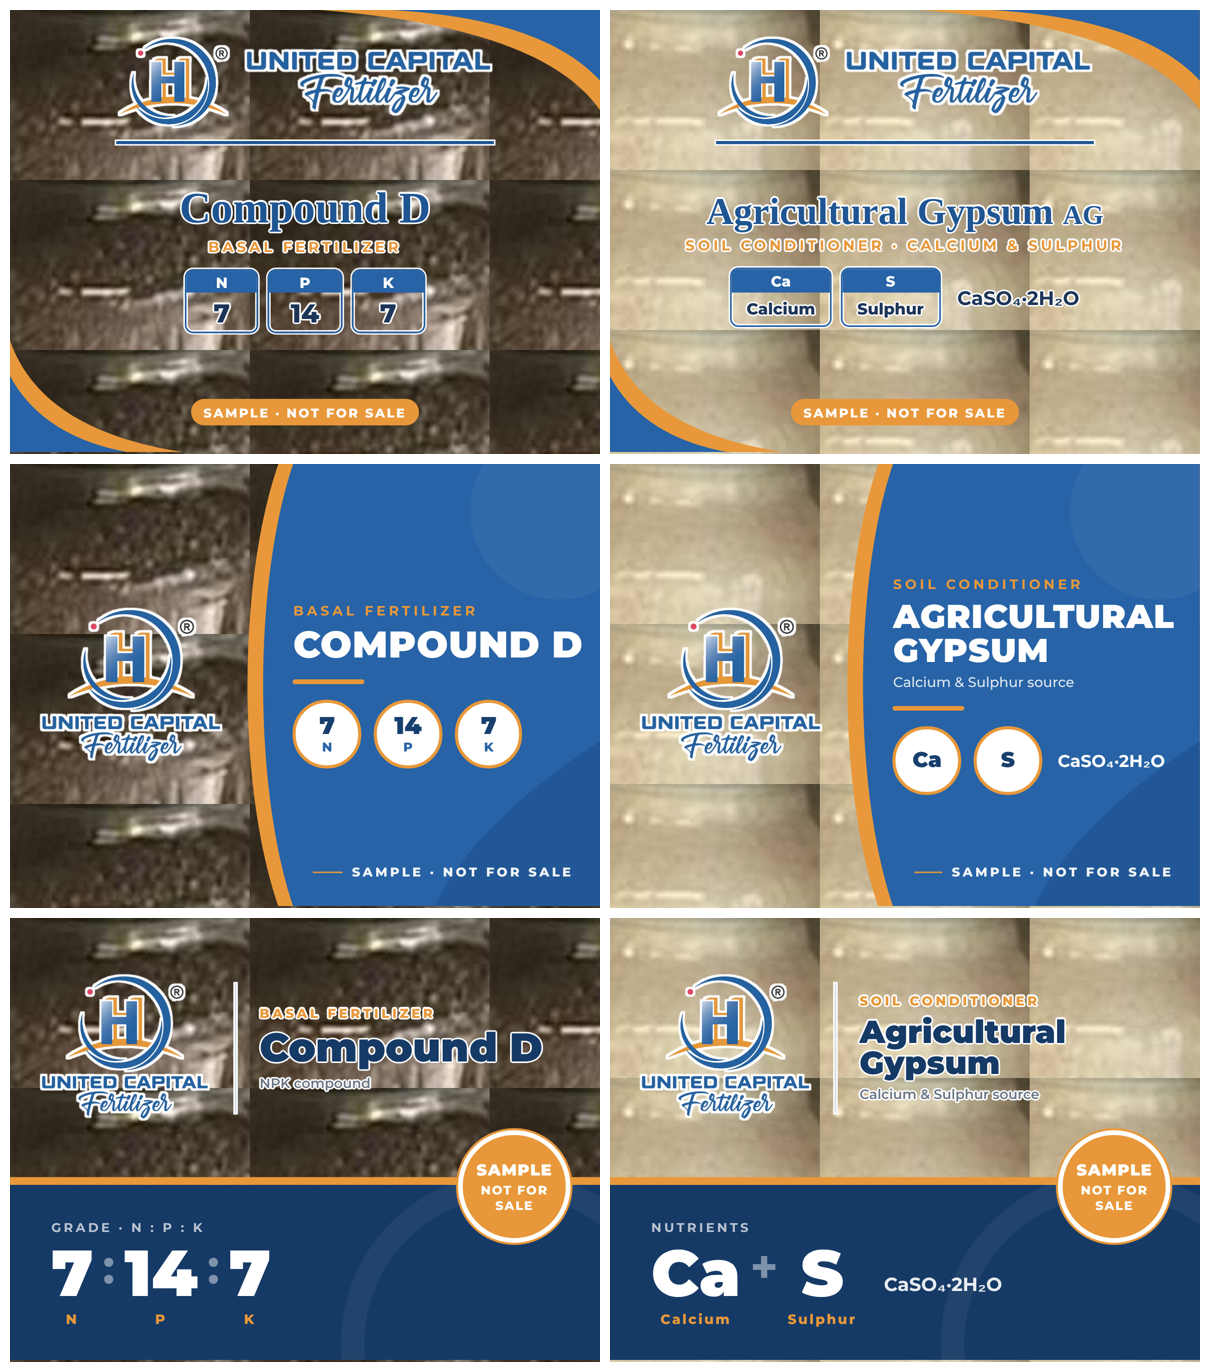 H ®
UNITED CAPITAL
Fertilizer
Compound D
BASAL FERTILIZER
N P K
7 14 7
SAMPLE · NOT FOR SALE
H ®
UNITED CAPITAL
Fertilizer
Agricultural Gypsum AG
SOIL CONDITIONER · CALCIUM & SULPHUR
Ca S
Calcium Sulphur CaSO₄·2H₂O
SAMPLE · NOT FOR SALE
H ®
UNITED CAPITAL
Fertilizer
BASAL FERTILIZER
COMPOUND D
7 14 7
N P K
SAMPLE · NOT FOR SALE
H ®
UNITED CAPITAL
Fertilizer
SOIL CONDITIONER
AGRICULTURAL
GYPSUM
Calcium & Sulphur source
Ca S CaSO₄·2H₂O
SAMPLE · NOT FOR SALE
H ®
UNITED CAPITAL
Fertilizer
BASAL FERTILIZER
Compound D
NPK compound
SAMPLE
NOT FOR
SALE
GRADE · N : P : K
7 : 14 : 7
N P K
H ®
UNITED CAPITAL
Fertilizer
SOIL CONDITIONER
Agricultural
Gypsum
Calcium & Sulphur source
SAMPLE
NOT FOR
SALE
NUTRIENTS
Ca + S CaSO₄·2H₂O
Calcium Sulphur